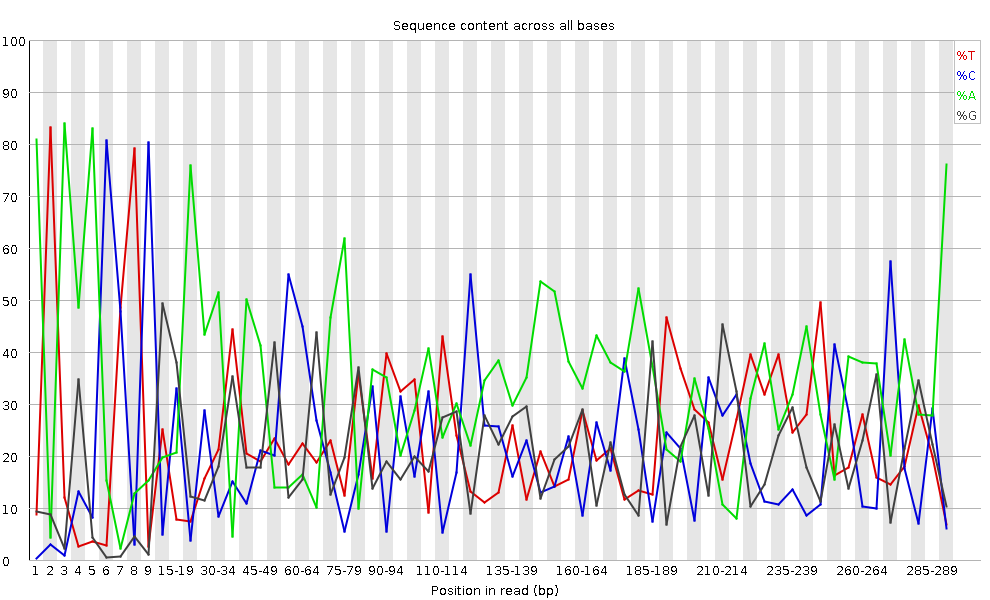 Sequence content across all bases
100
90
80
70
60
50
40
30
20
10
0
%T
%C
%A
%G
1 2 3 4 5 6 7 8 9 15-19 30-34 45-49 60-64 75-79 90-94 110-114 135-139 160-164 185-189 210-214 235-239 260-264 285-289
Position in read (bp)